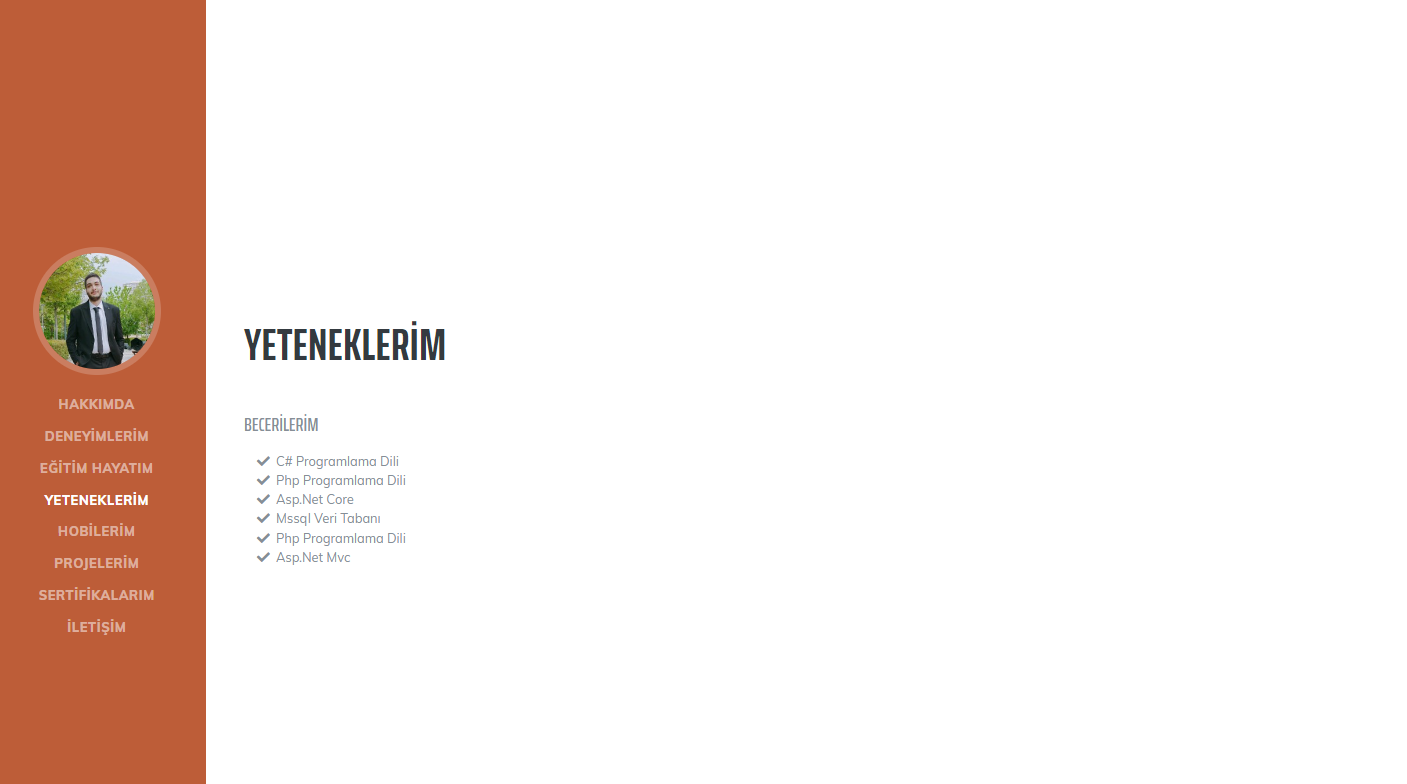 HAKKIMDA
DENEYİMLERİM
EĞİTİM HAYATIM
YETENEKLERİM
HOBİLERİM
PROJELERİM
SERTİFİKALARIM
İLETİŞİM
YETENEKLERİM
BECERİLERİM
C# Programlama Dili
Php Programlama Dili
Asp.Net Core
Mssql Veri Tabanı
Php Programlama Dili
Asp.Net Mvc